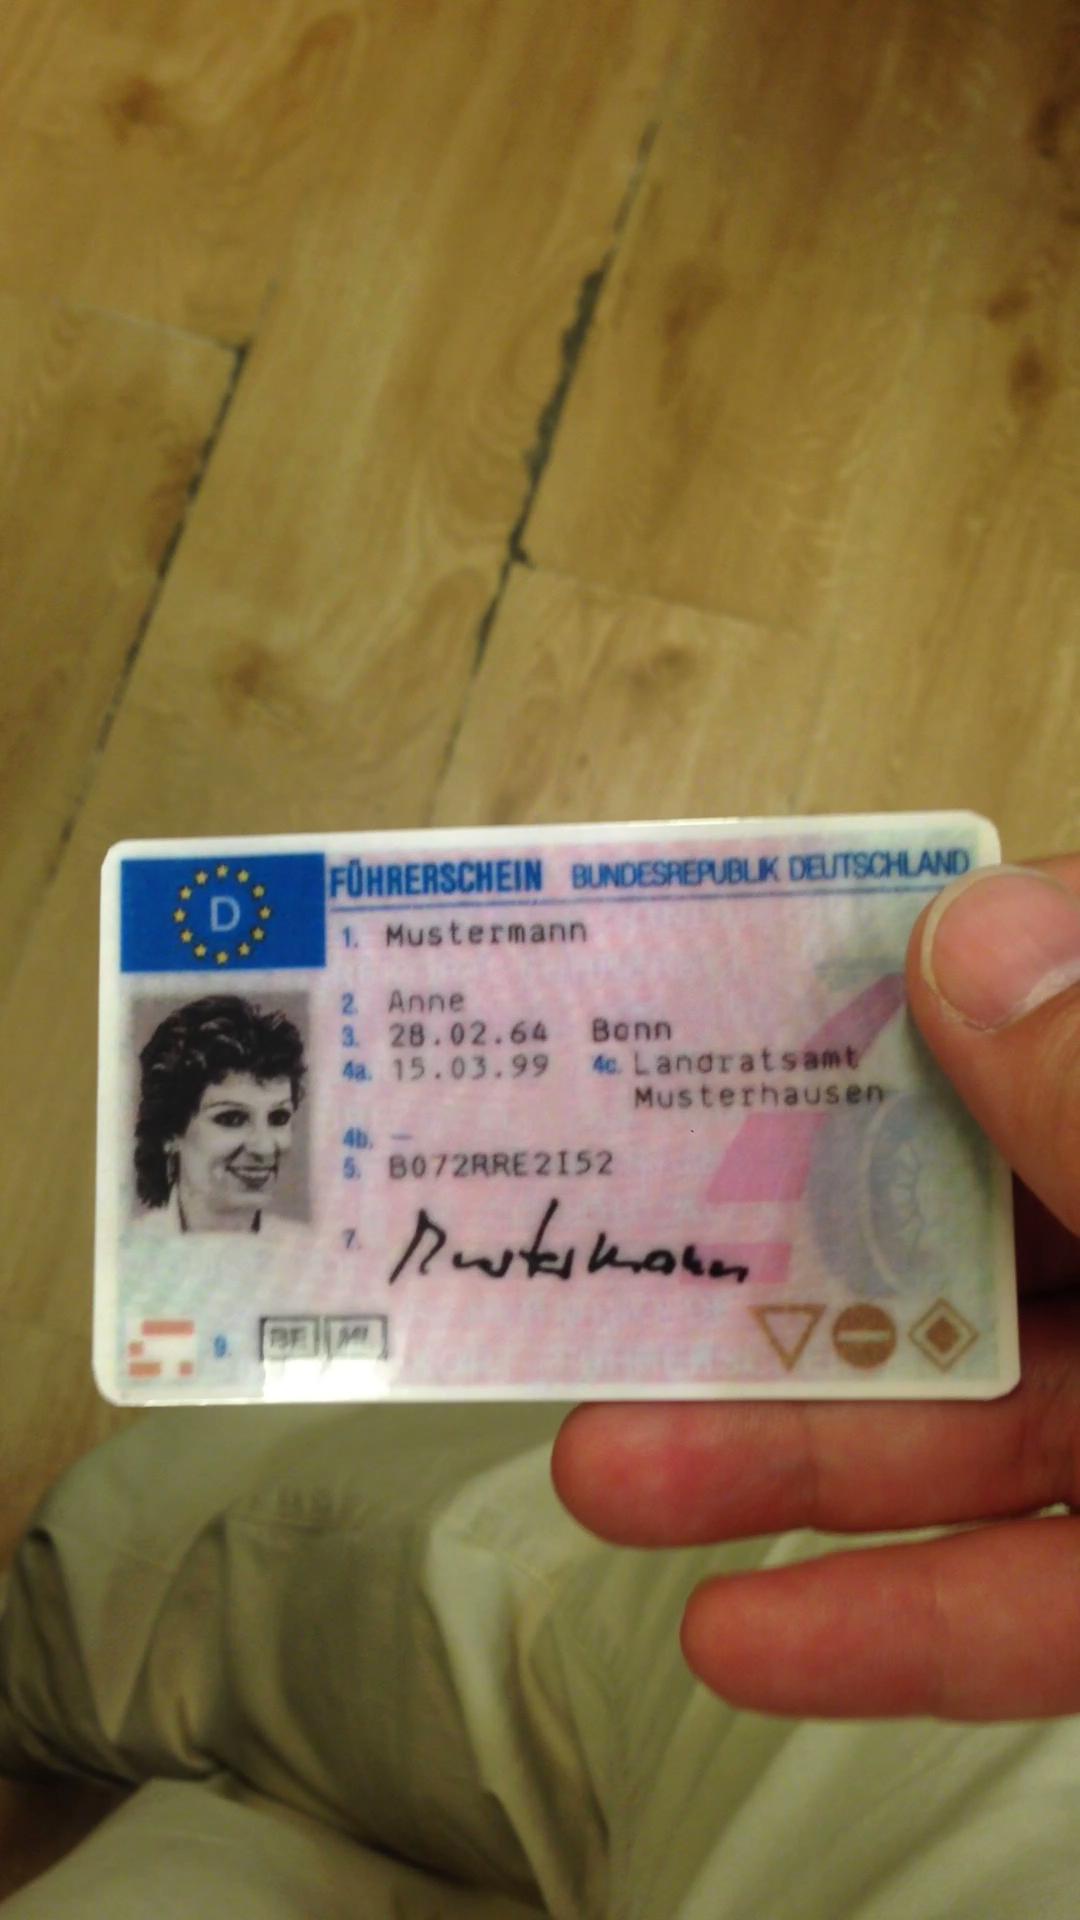 D
FÜHRERSCHEIN BUNDESREPUBLIK DEUTSCHLAND
1. Mustermann
2. Anne
3. 28.02.64 Bonn
4a. 15.03.99 4c. Landratsamt
Musterhausen
4b. –
5. B072RRE2I52
7. Mustermann
9. BE ML